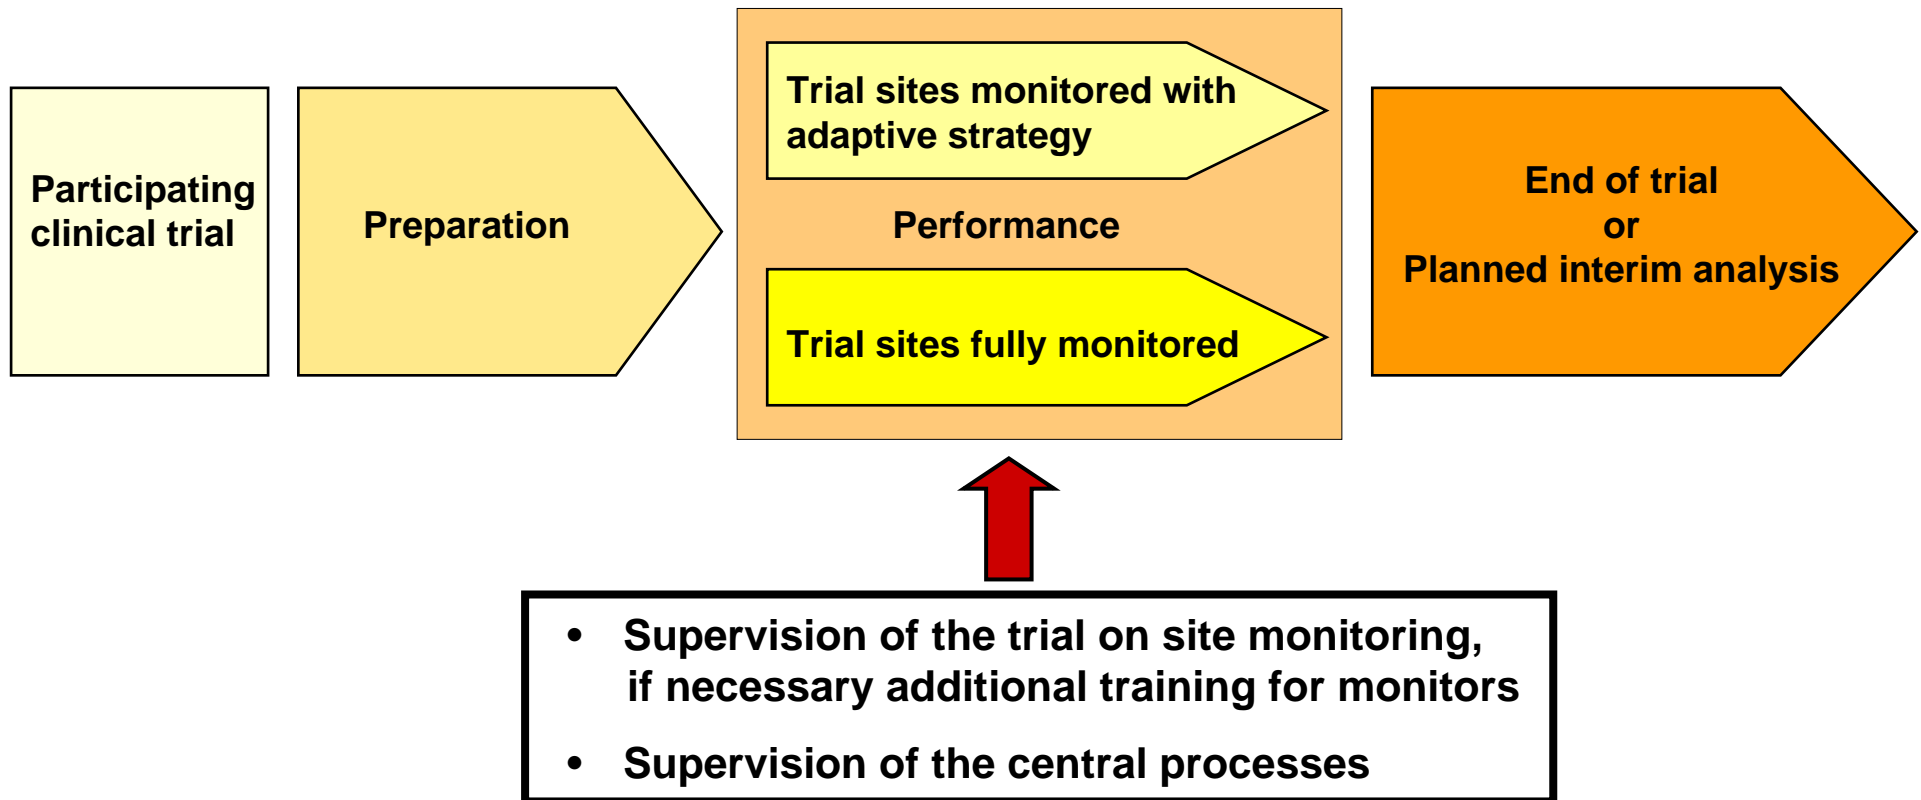 Participating
clinical trial
Preparation
Trial sites monitored with
adaptive strategy
Performance
Trial sites fully monitored
End of trial
or
Planned interim analysis
• Supervision of the trial on site monitoring,
if necessary additional training for monitors
• Supervision of the central processes